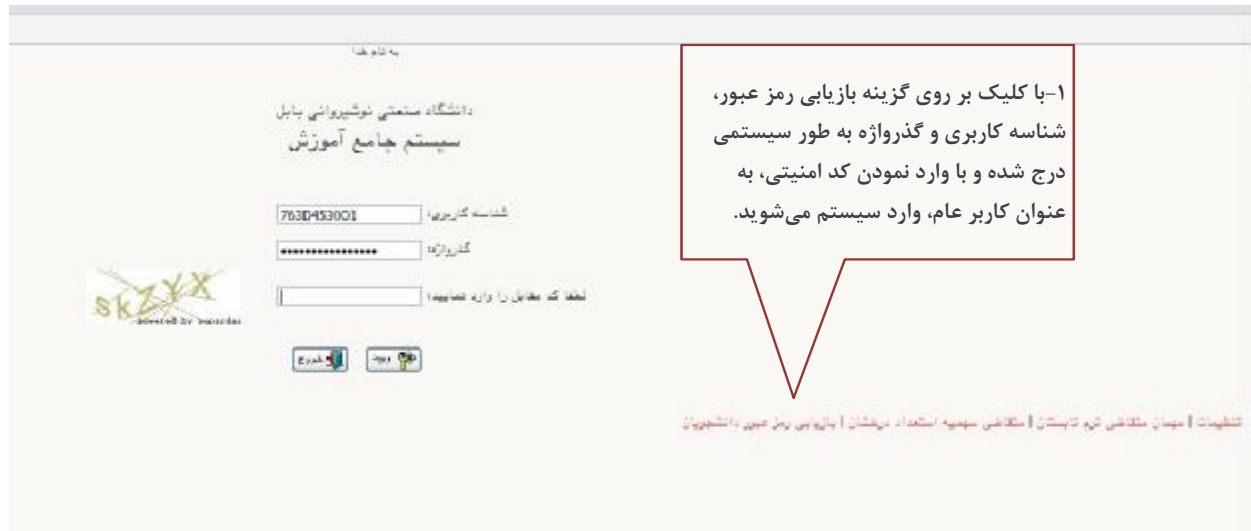 به نام خدا
دانشگاه صنعتی نوشیروانی بابل
سیستم جامع آموزش
شناسه کاربری:
763D4530O1
گذرواژه:
لطفا کد مقابل را وارد نمایید:
skzyx
powered by
ورود
خروج
۱-با کلیک بر روی گزینه بازیابی رمز عبور،
شناسه کاربری و گذرواژه به طور سیستمی
درج شده و با وارد نمودن کد امنیتی، به
عنوان کاربر عام، وارد سیستم می‌شوید.
تنظیمات | مهمان متقاضی ترم تابستان | متقاضی سهمیه استعداد درخشان | بازیابی رمز عبور دانشجویان